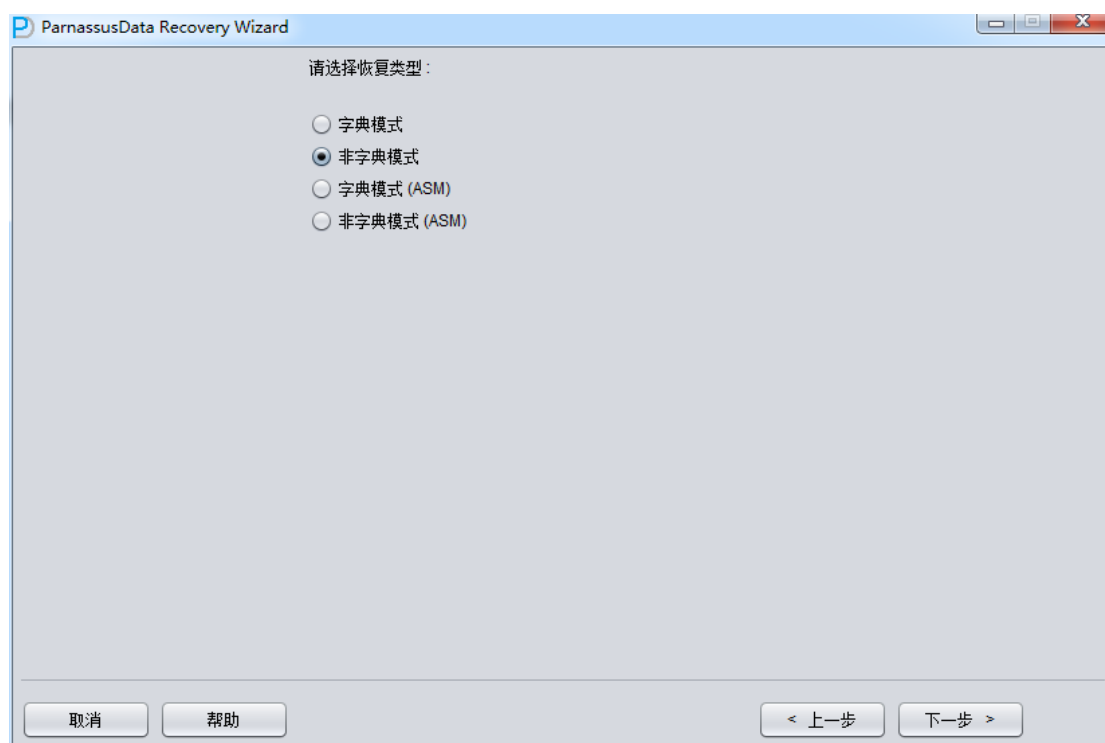 ParnassusData Recovery Wizard
请选择恢复类型:
字典模式
非字典模式
字典模式 (ASM)
非字典模式 (ASM)
取消
帮助
< 上一步
下一步 >